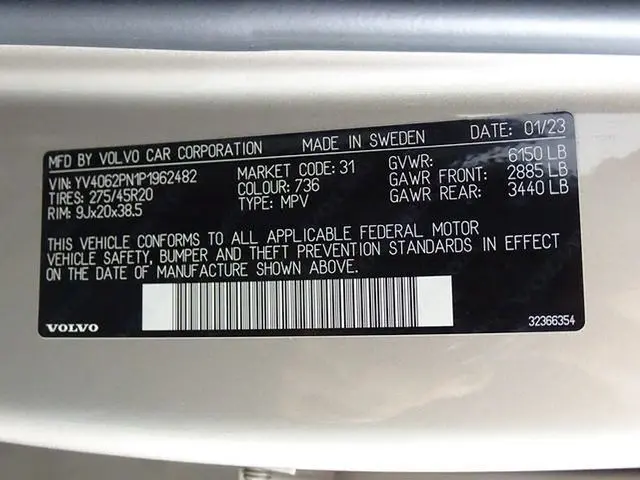 MFD BY VOLVO CAR CORPORATION MADE IN SWEDEN DATE: 01/23
VIN: YV4062PN1P1962482 MARKET CODE: 31 GVWR: 6150 LB
TIRES: 275/45R20 COLOUR: 736 GAWR FRONT: 2885 LB
RIM: 9Jx20x38.5 TYPE: MPV GAWR REAR: 3440 LB
THIS VEHICLE CONFORMS TO ALL APPLICABLE FEDERAL MOTOR
VEHICLE SAFETY, BUMPER AND THEFT PREVENTION STANDARDS IN EFFECT
ON THE DATE OF MANUFACTURE SHOWN ABOVE.
VOLVO 32366354